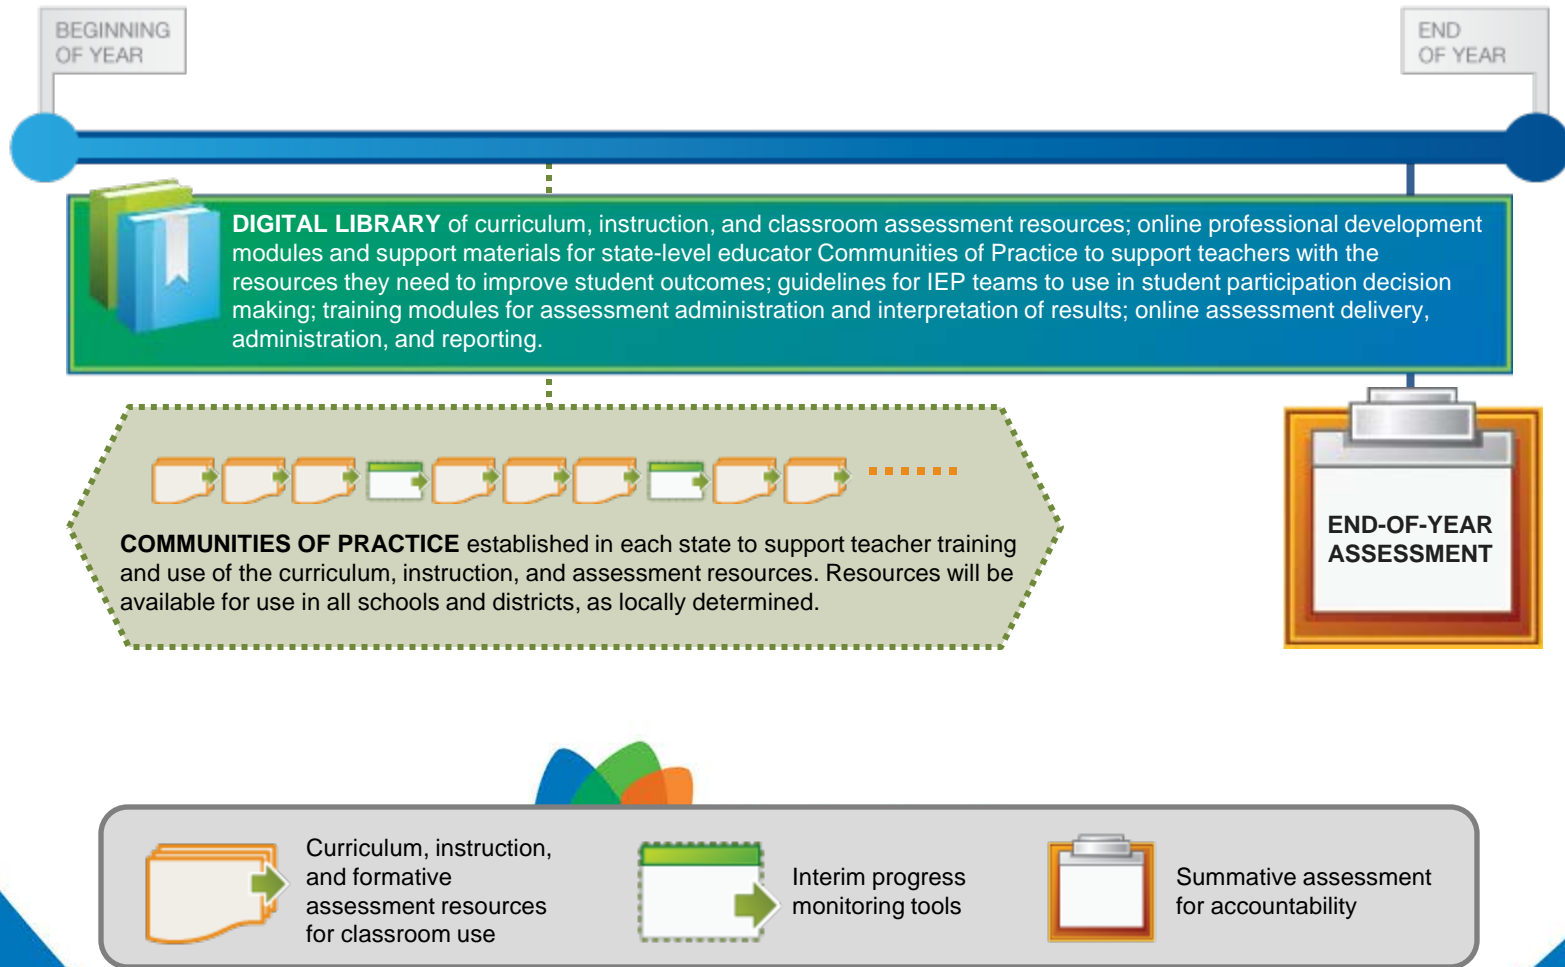 BEGINNING
OF YEAR
END
OF YEAR
DIGITAL LIBRARY of curriculum, instruction, and classroom assessment resources; online professional development
modules and support materials for state-level educator Communities of Practice to support teachers with the
resources they need to improve student outcomes; guidelines for IEP teams to use in student participation decision
making; training modules for assessment administration and interpretation of results; online assessment delivery,
administration, and reporting.
COMMUNITIES OF PRACTICE established in each state to support teacher training
and use of the curriculum, instruction, and assessment resources. Resources will be
available for use in all schools and districts, as locally determined.
END-OF-YEAR
ASSESSMENT
Curriculum, instruction,
and formative
assessment resources
for classroom use
Interim progress
monitoring tools
Summative assessment
for accountability